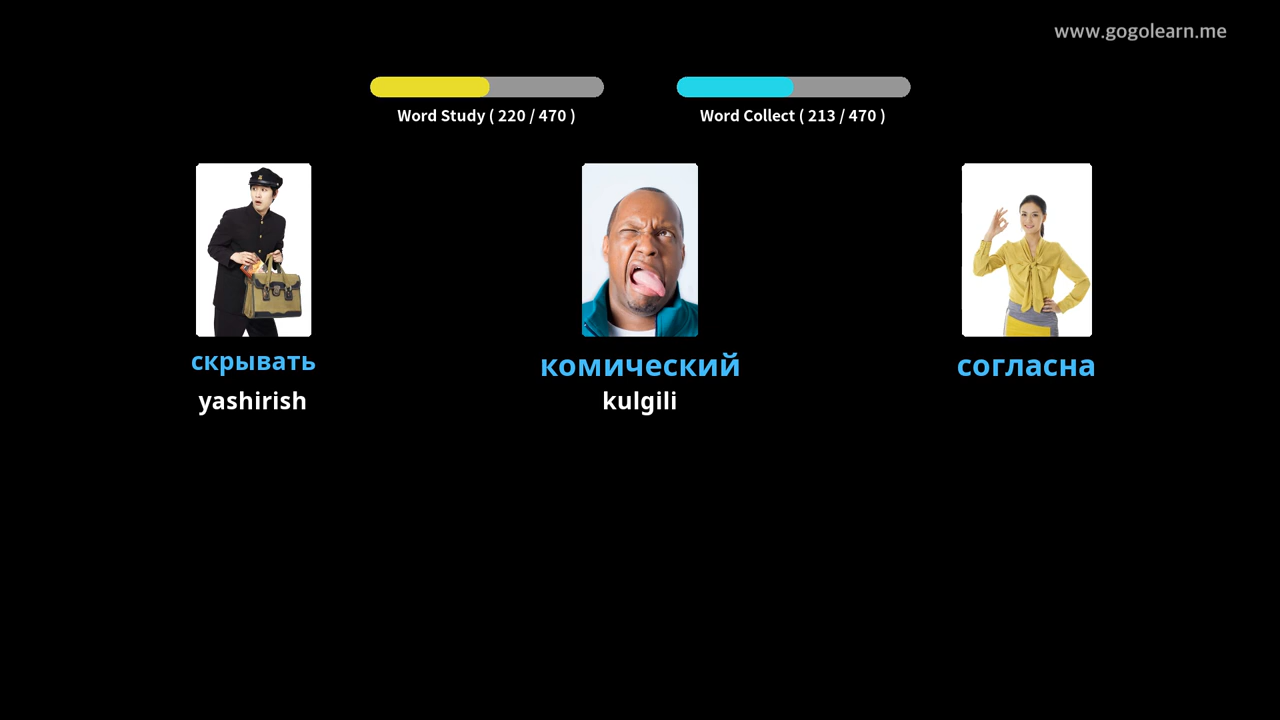 www.gogolearn.me
Word Study ( 220 / 470 )
Word Collect ( 213 / 470 )
скрывать
yashirish
комический
kulgili
согласна